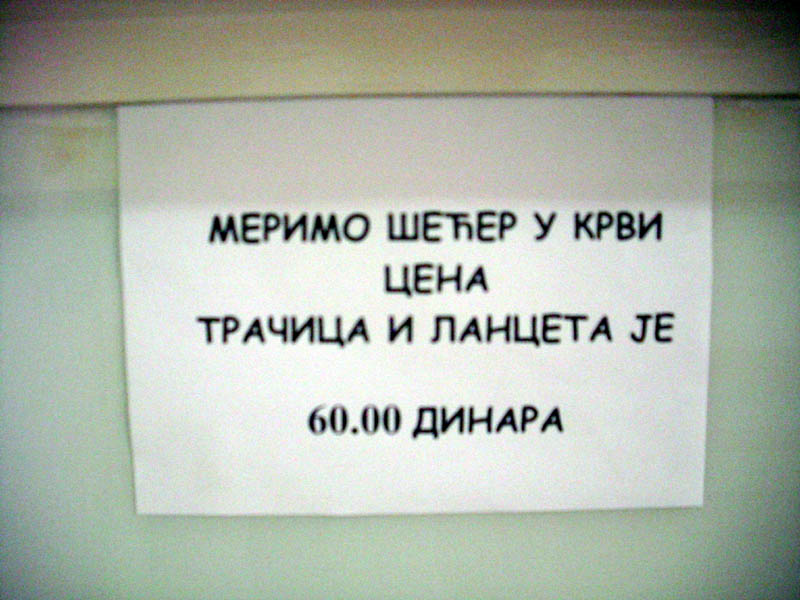 МЕРИМО ШЕЋЕР У КРВИ
ЦЕНА
ТРАЧИЦА И ЛАНЦЕТА ЈЕ
60.00 ДИНАРА